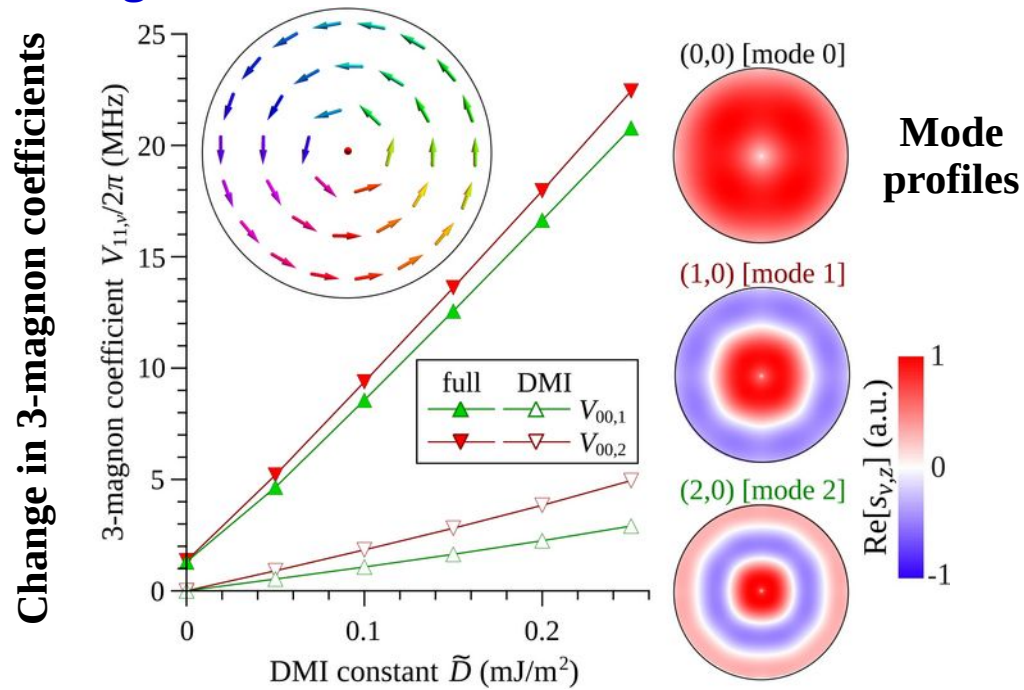 Change in 3-magnon coefficients
3-magnon coefficient V₁₁,ᵥ/2π (MHz)
25
20
15
10
5
0
0
0.1
0.2
DMI constant D̃ (mJ/m²)
full DMI
V₀₀,₁
V₀₀,₂
(0,0) [mode 0]
Mode
profiles
(1,0) [mode 1]
(2,0) [mode 2]
1
0
-1
Re[s_{ν,z}] (a.u.)